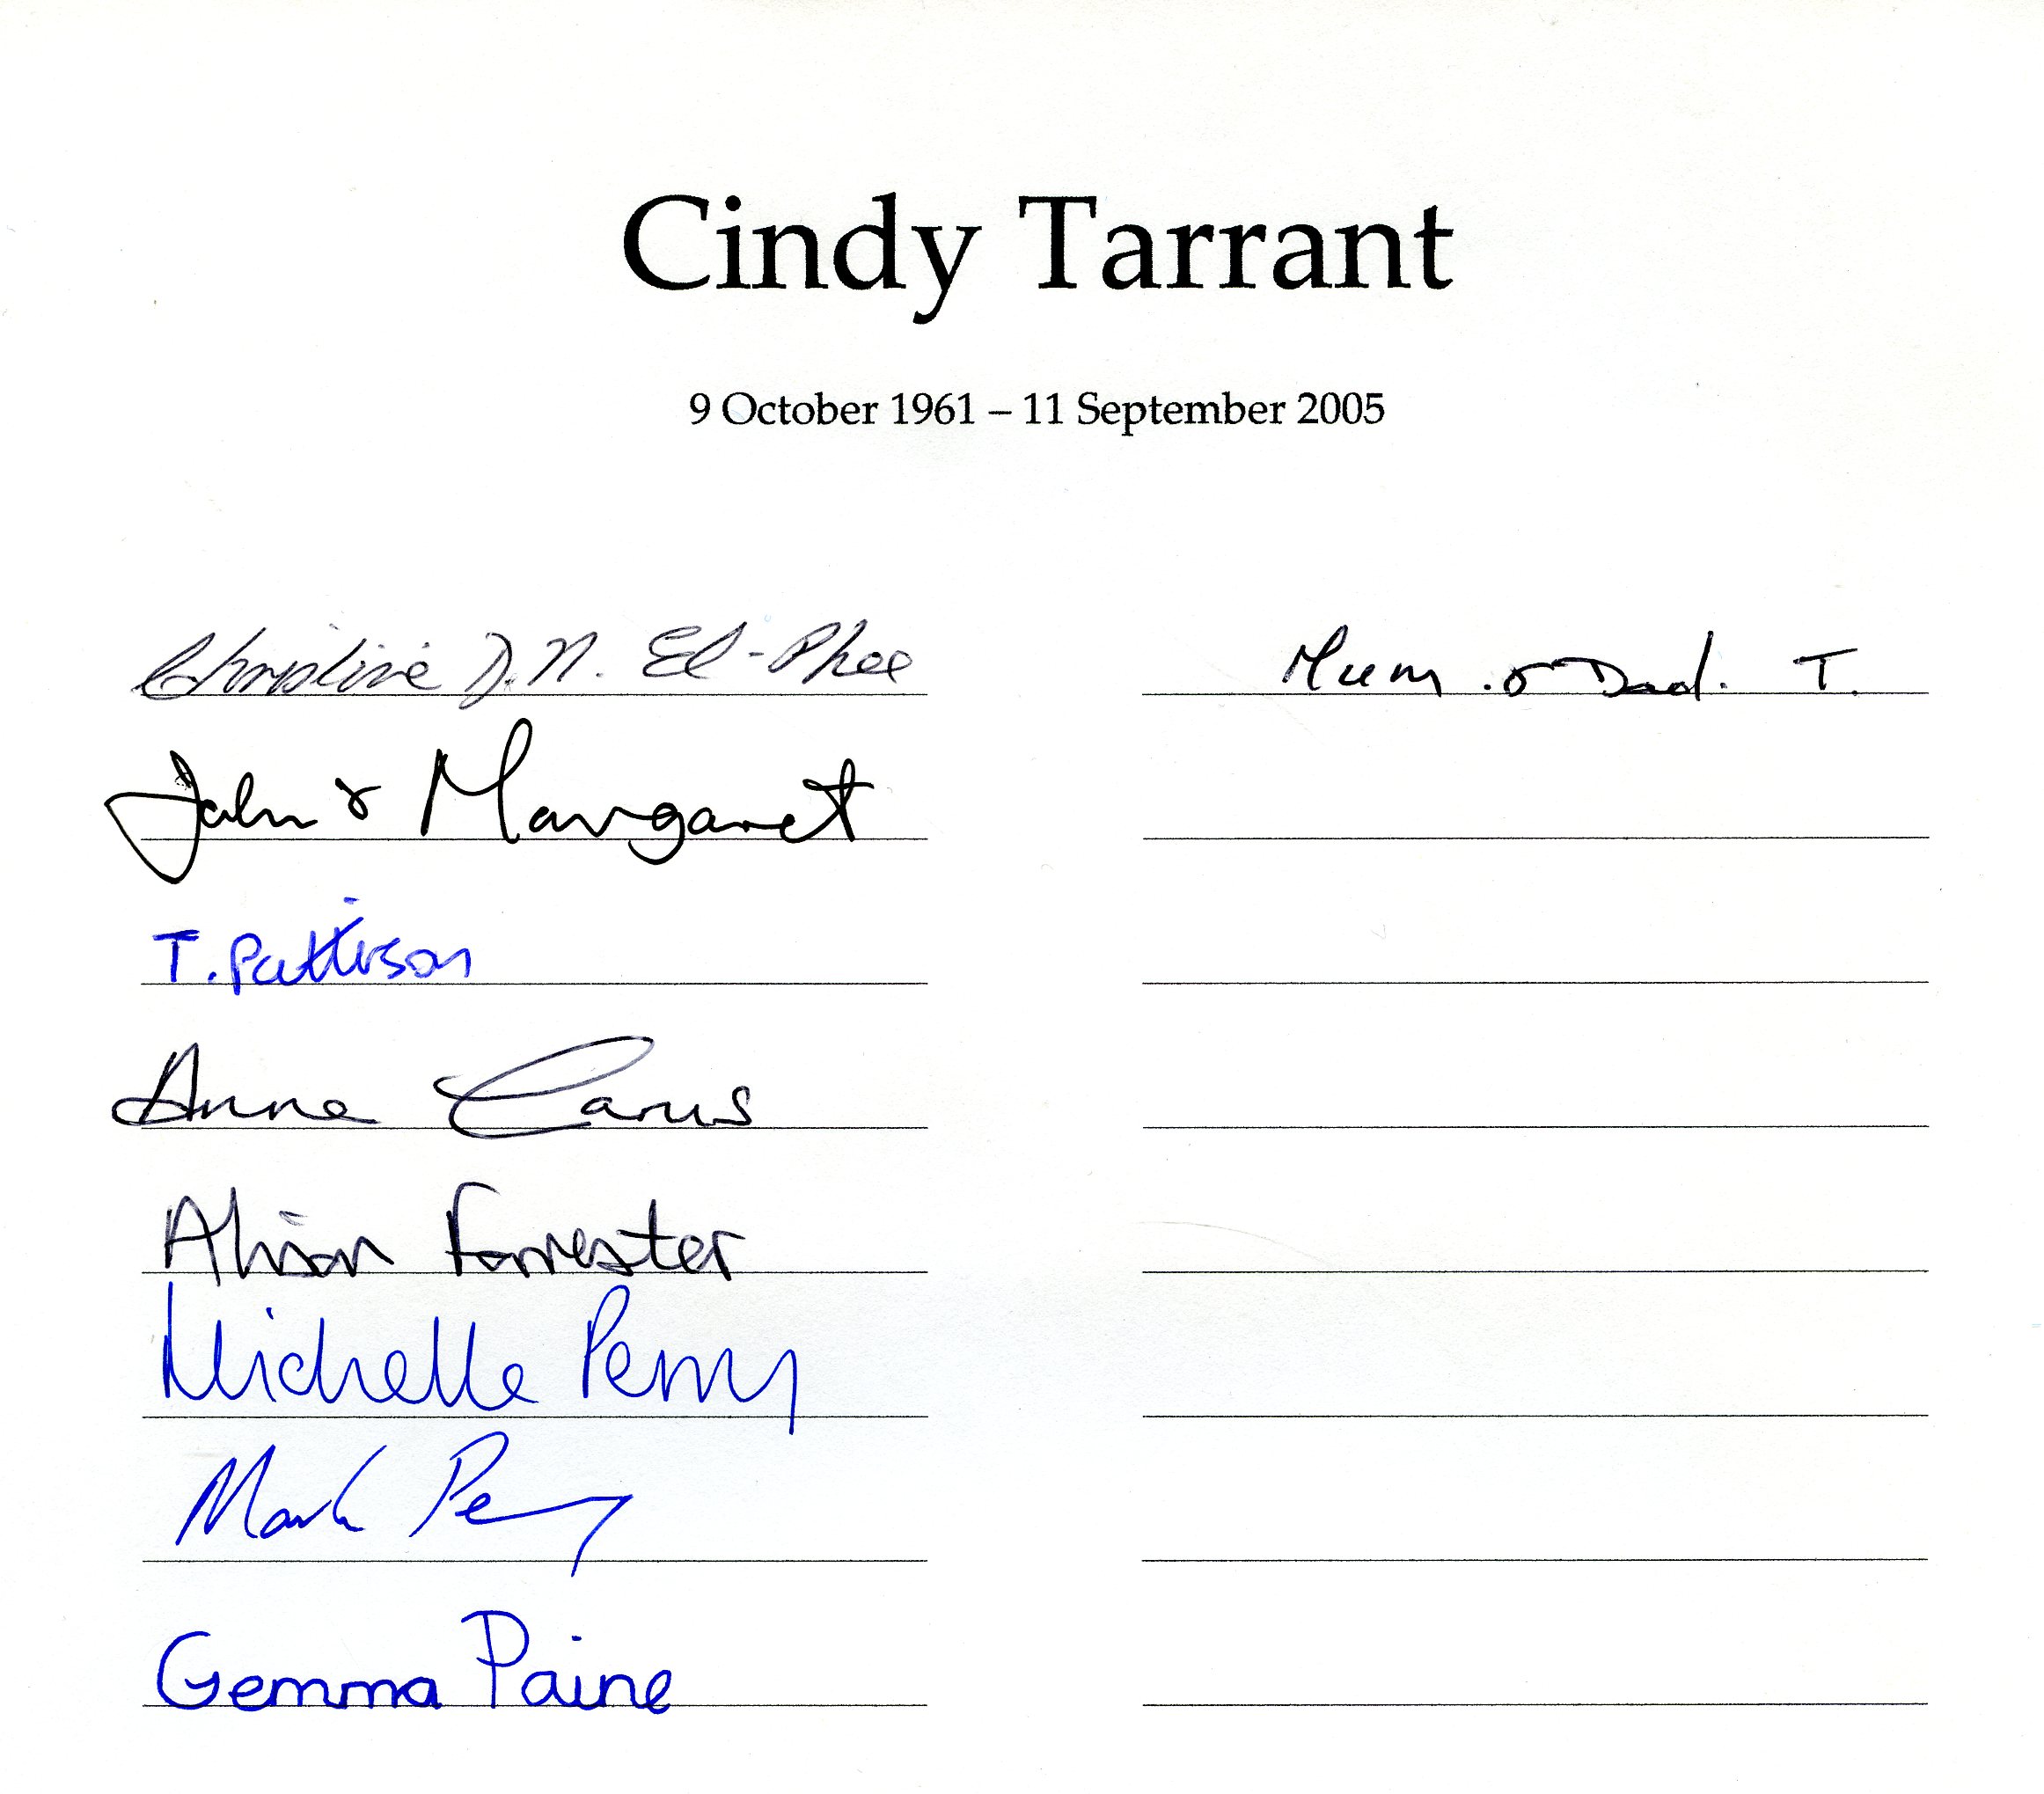 Cindy Tarrant
9 October 1961 – 11 September 2005
Christine D.N. El-Phee
John & Margaret
T. Pattison
Anne Carus
Alison Forrester
Michelle Perry
Mark Perry
Gemma Paine
Mum & Dad. T.